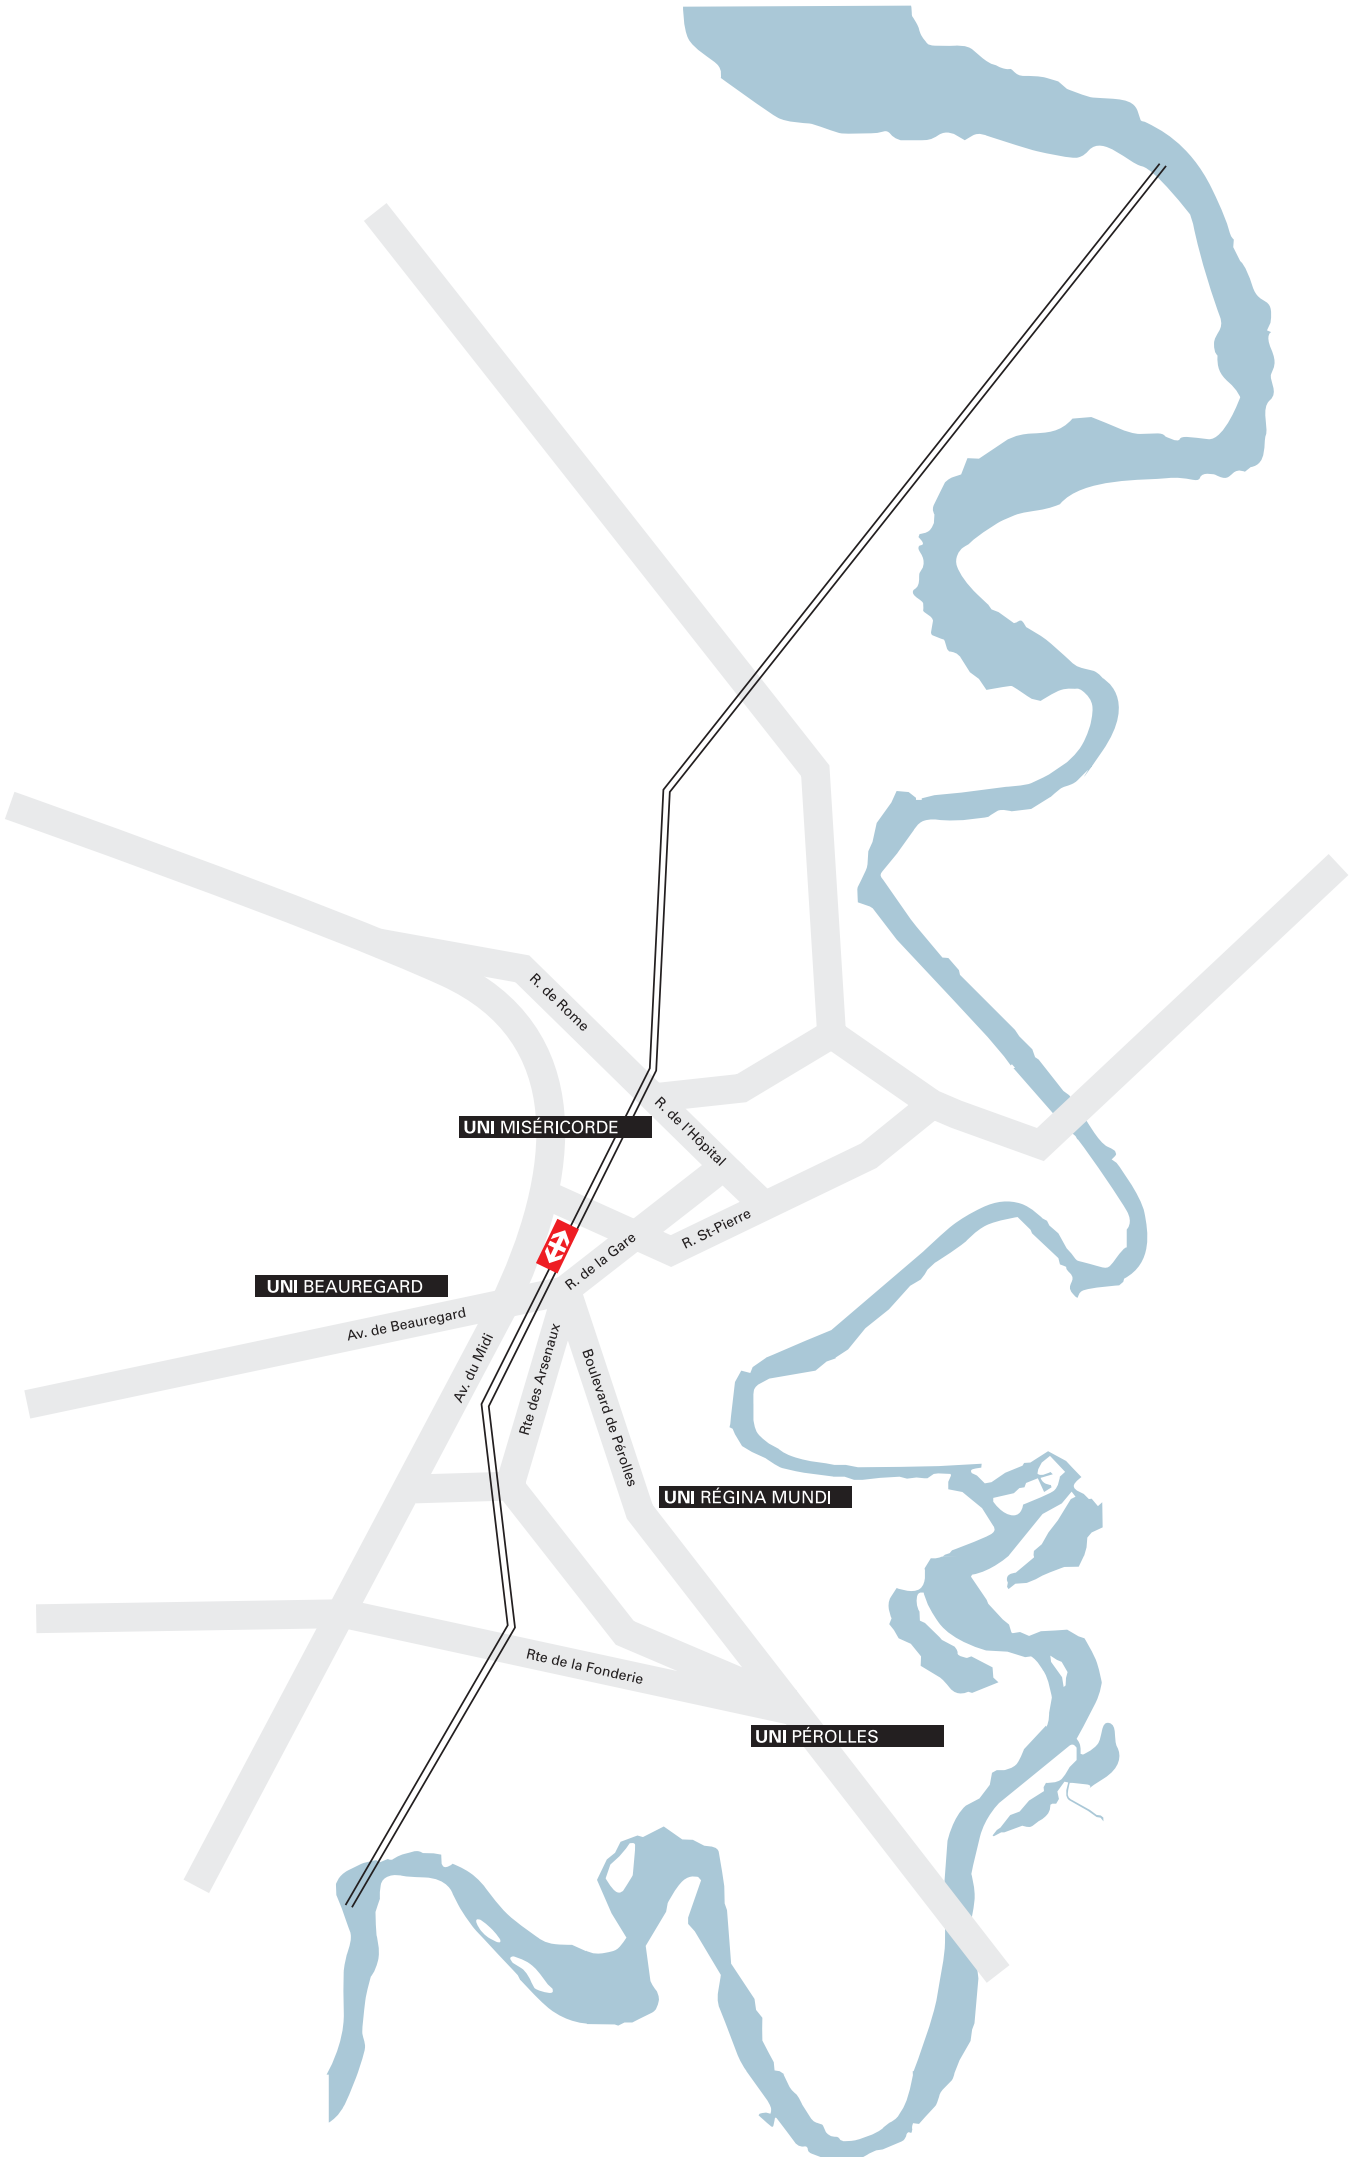 R. de Rome
R. de l'Hôpital
UNI MISÉRICORDE
R. St-Pierre
R. de la Gare
UNI BEAUREGARD
Av. de Beauregard
Av. du Midi
Rte des Arsenaux
Boulevard de Pérolles
UNI RÉGINA MUNDI
Rte de la Fonderie
UNI PÉROLLES